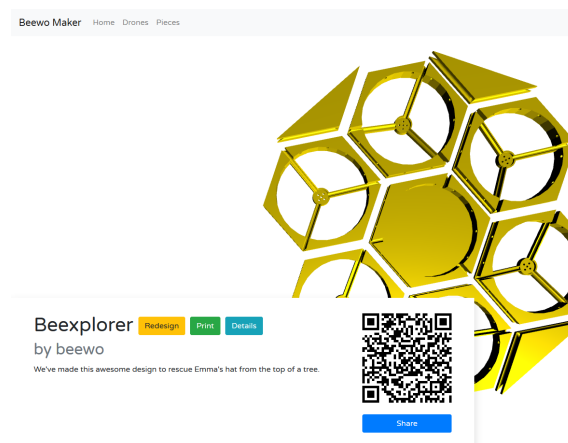 Beewo Maker Home Drones Pieces
Beexplorer Redesign Print Details
by beewo
We've made this awesome design to rescue Emma's hat from the top of a tree.
Share